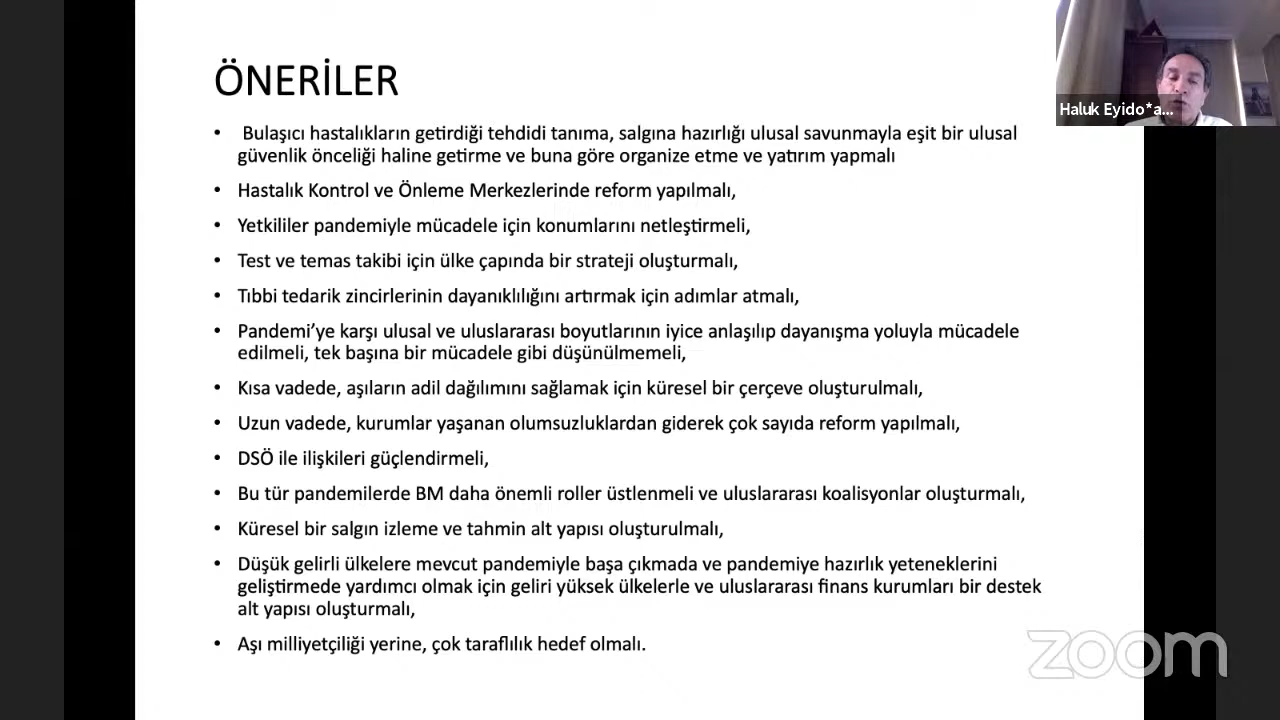 ÖNERİLER
• Bulaşıcı hastalıkların getirdiği tehdidi tanıma, salgına hazırlığı ulusal savunmayla eşit bir ulusal
güvenlik önceliği haline getirme ve buna göre organize etme ve yatırım yapmalı
• Hastalık Kontrol ve Önleme Merkezlerinde reform yapılmalı,
• Yetkililer pandemiyle mücadele için konumlarını netleştirmeli,
• Test ve temas takibi için ülke çapında bir strateji oluşturmalı,
• Tıbbi tedarik zincirlerinin dayanıklılığını artırmak için adımlar atmalı,
• Pandemi’ye karşı ulusal ve uluslararası boyutlarının iyice anlaşılıp dayanışma yoluyla mücadele
edilmeli, tek başına bir mücadele gibi düşünülmemeli,
• Kısa vadede, aşıların adil dağılımını sağlamak için küresel bir çerçeve oluşturulmalı,
• Uzun vadede, kurumlar yaşanan olumsuzluklardan giderek çok sayıda reform yapılmalı,
• DSÖ ile ilişkileri güçlendirmeli,
• Bu tür pandemilerde BM daha önemli roller üstlenmeli ve uluslararası koalisyonlar oluşturmalı,
• Küresel bir salgın izleme ve tahmin alt yapısı oluşturulmalı,
• Düşük gelirli ülkelere mevcut pandemiyle başa çıkmada ve pandemiye hazırlık yeteneklerini
geliştirmede yardımcı olmak için geliri yüksek ülkelerle ve uluslararası finans kurumları bir destek
alt yapısı oluşturmalı,
• Aşı milliyetçiliği yerine, çok taraflılık hedef olmalı.
Haluk Eyido*a...
zoom